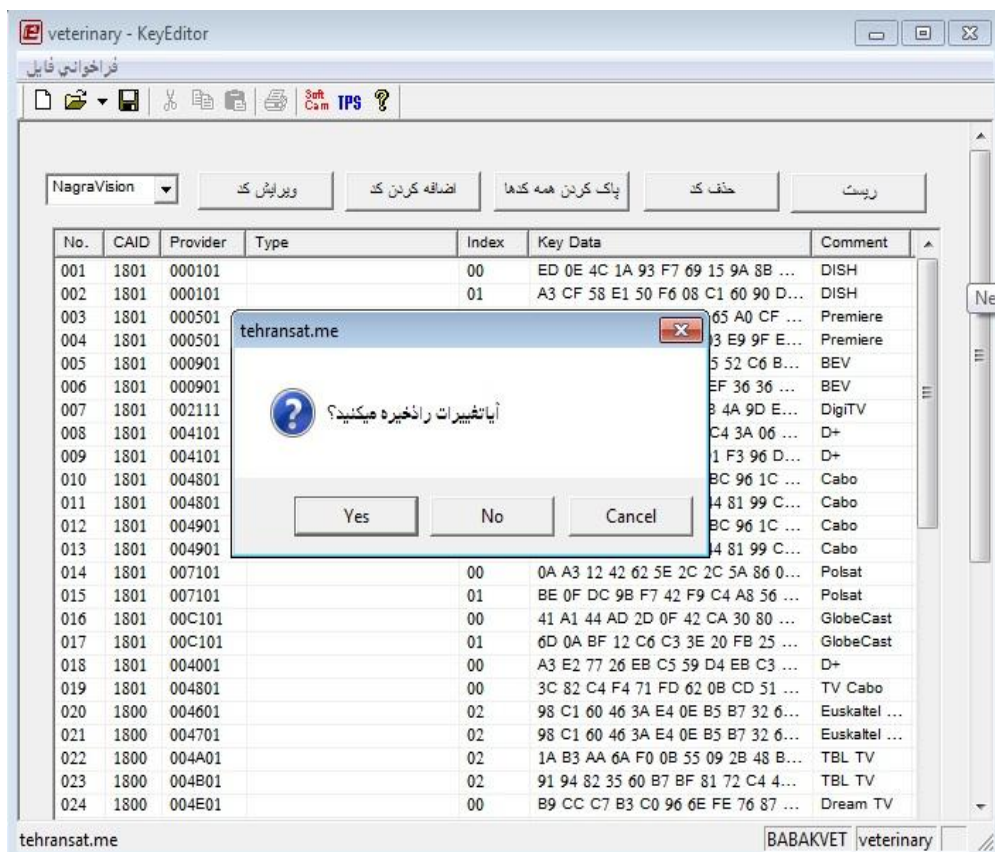 veterinary - KeyEditor
فراخواني فايل
Soft Cam TPS ?
NagraVision ويرايش کد اضافه کردن کد پاک کردن همه کدها حذف کد ريست
No. CAID Provider Type Index Key Data Comment
001 1801 000101 00 ED 0E 4C 1A 93 F7 69 15 9A 8B ... DISH
002 1801 000101 01 A3 CF 58 E1 50 F6 08 C1 60 90 D... DISH
Ne
003 1801 000501 65 A0 CF ... Premiere
004 1801 000501 03 E9 9F E... Premiere
005 1801 000901 5 52 C6 B... BEV
006 1801 000901 EF 36 36 ... BEV
007 1801 002111 4A 9D E... DigiTV
008 1801 004101 C4 3A 06 ... D+
009 1801 004101 F3 96 D... D+
010 1801 004801 BC 96 1C ... Cabo
011 1801 004801 44 81 99 C... Cabo
012 1801 004901 BC 96 1C ... Cabo
013 1801 004901 44 81 99 C... Cabo
tehransat.me
آياتغييرات راذخيره ميکنيد؟
Yes No Cancel
014 1801 007101 00 0A A3 12 42 62 5E 2C 2C 5A 86 0... Polsat
015 1801 007101 01 BE 0F DC 9B F7 42 F9 C4 A8 56 ... Polsat
016 1801 00C101 00 41 A1 44 AD 2D 0F 42 CA 30 80 ... GlobeCast
017 1801 00C101 01 6D 0A BF 12 C6 C3 3E 20 FB 25 ... GlobeCast
018 1801 004001 00 A3 E2 77 26 EB C5 59 D4 EB C3 ... D+
019 1801 004801 00 3C 82 C4 F4 71 FD 62 0B CD 51 ... TV Cabo
020 1800 004601 02 98 C1 60 46 3A E4 0E B5 B7 32 6... Euskaltel ...
021 1800 004701 02 98 C1 60 46 3A E4 0E B5 B7 32 6... Euskaltel ...
022 1800 004A01 02 1A B3 AA 6A F0 0B 55 09 2B 48 B... TBL TV
023 1800 004B01 02 91 94 82 35 60 B7 BF 81 72 C4 4... TBL TV
024 1800 004E01 00 B9 CC C7 B3 C0 96 6E FE 76 87 ... Dream TV
tehransat.me BABAKVET veterinary